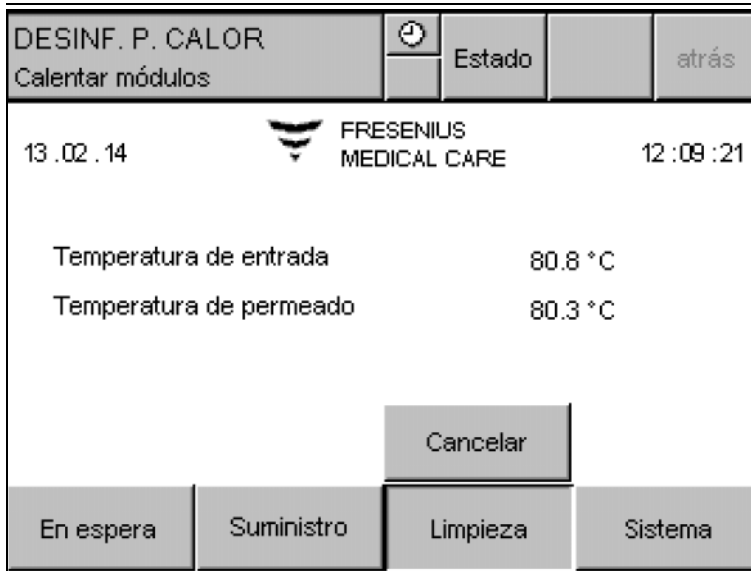 DESINF. P. CALOR
Calentar módulos
Estado
atrás
13.02.14
FRESENIUS
MEDICAL CARE
12:09:21
Temperatura de entrada 80.8 °C
Temperatura de permeado 80.3 °C
Cancelar
En espera
Suministro
Limpieza
Sistema